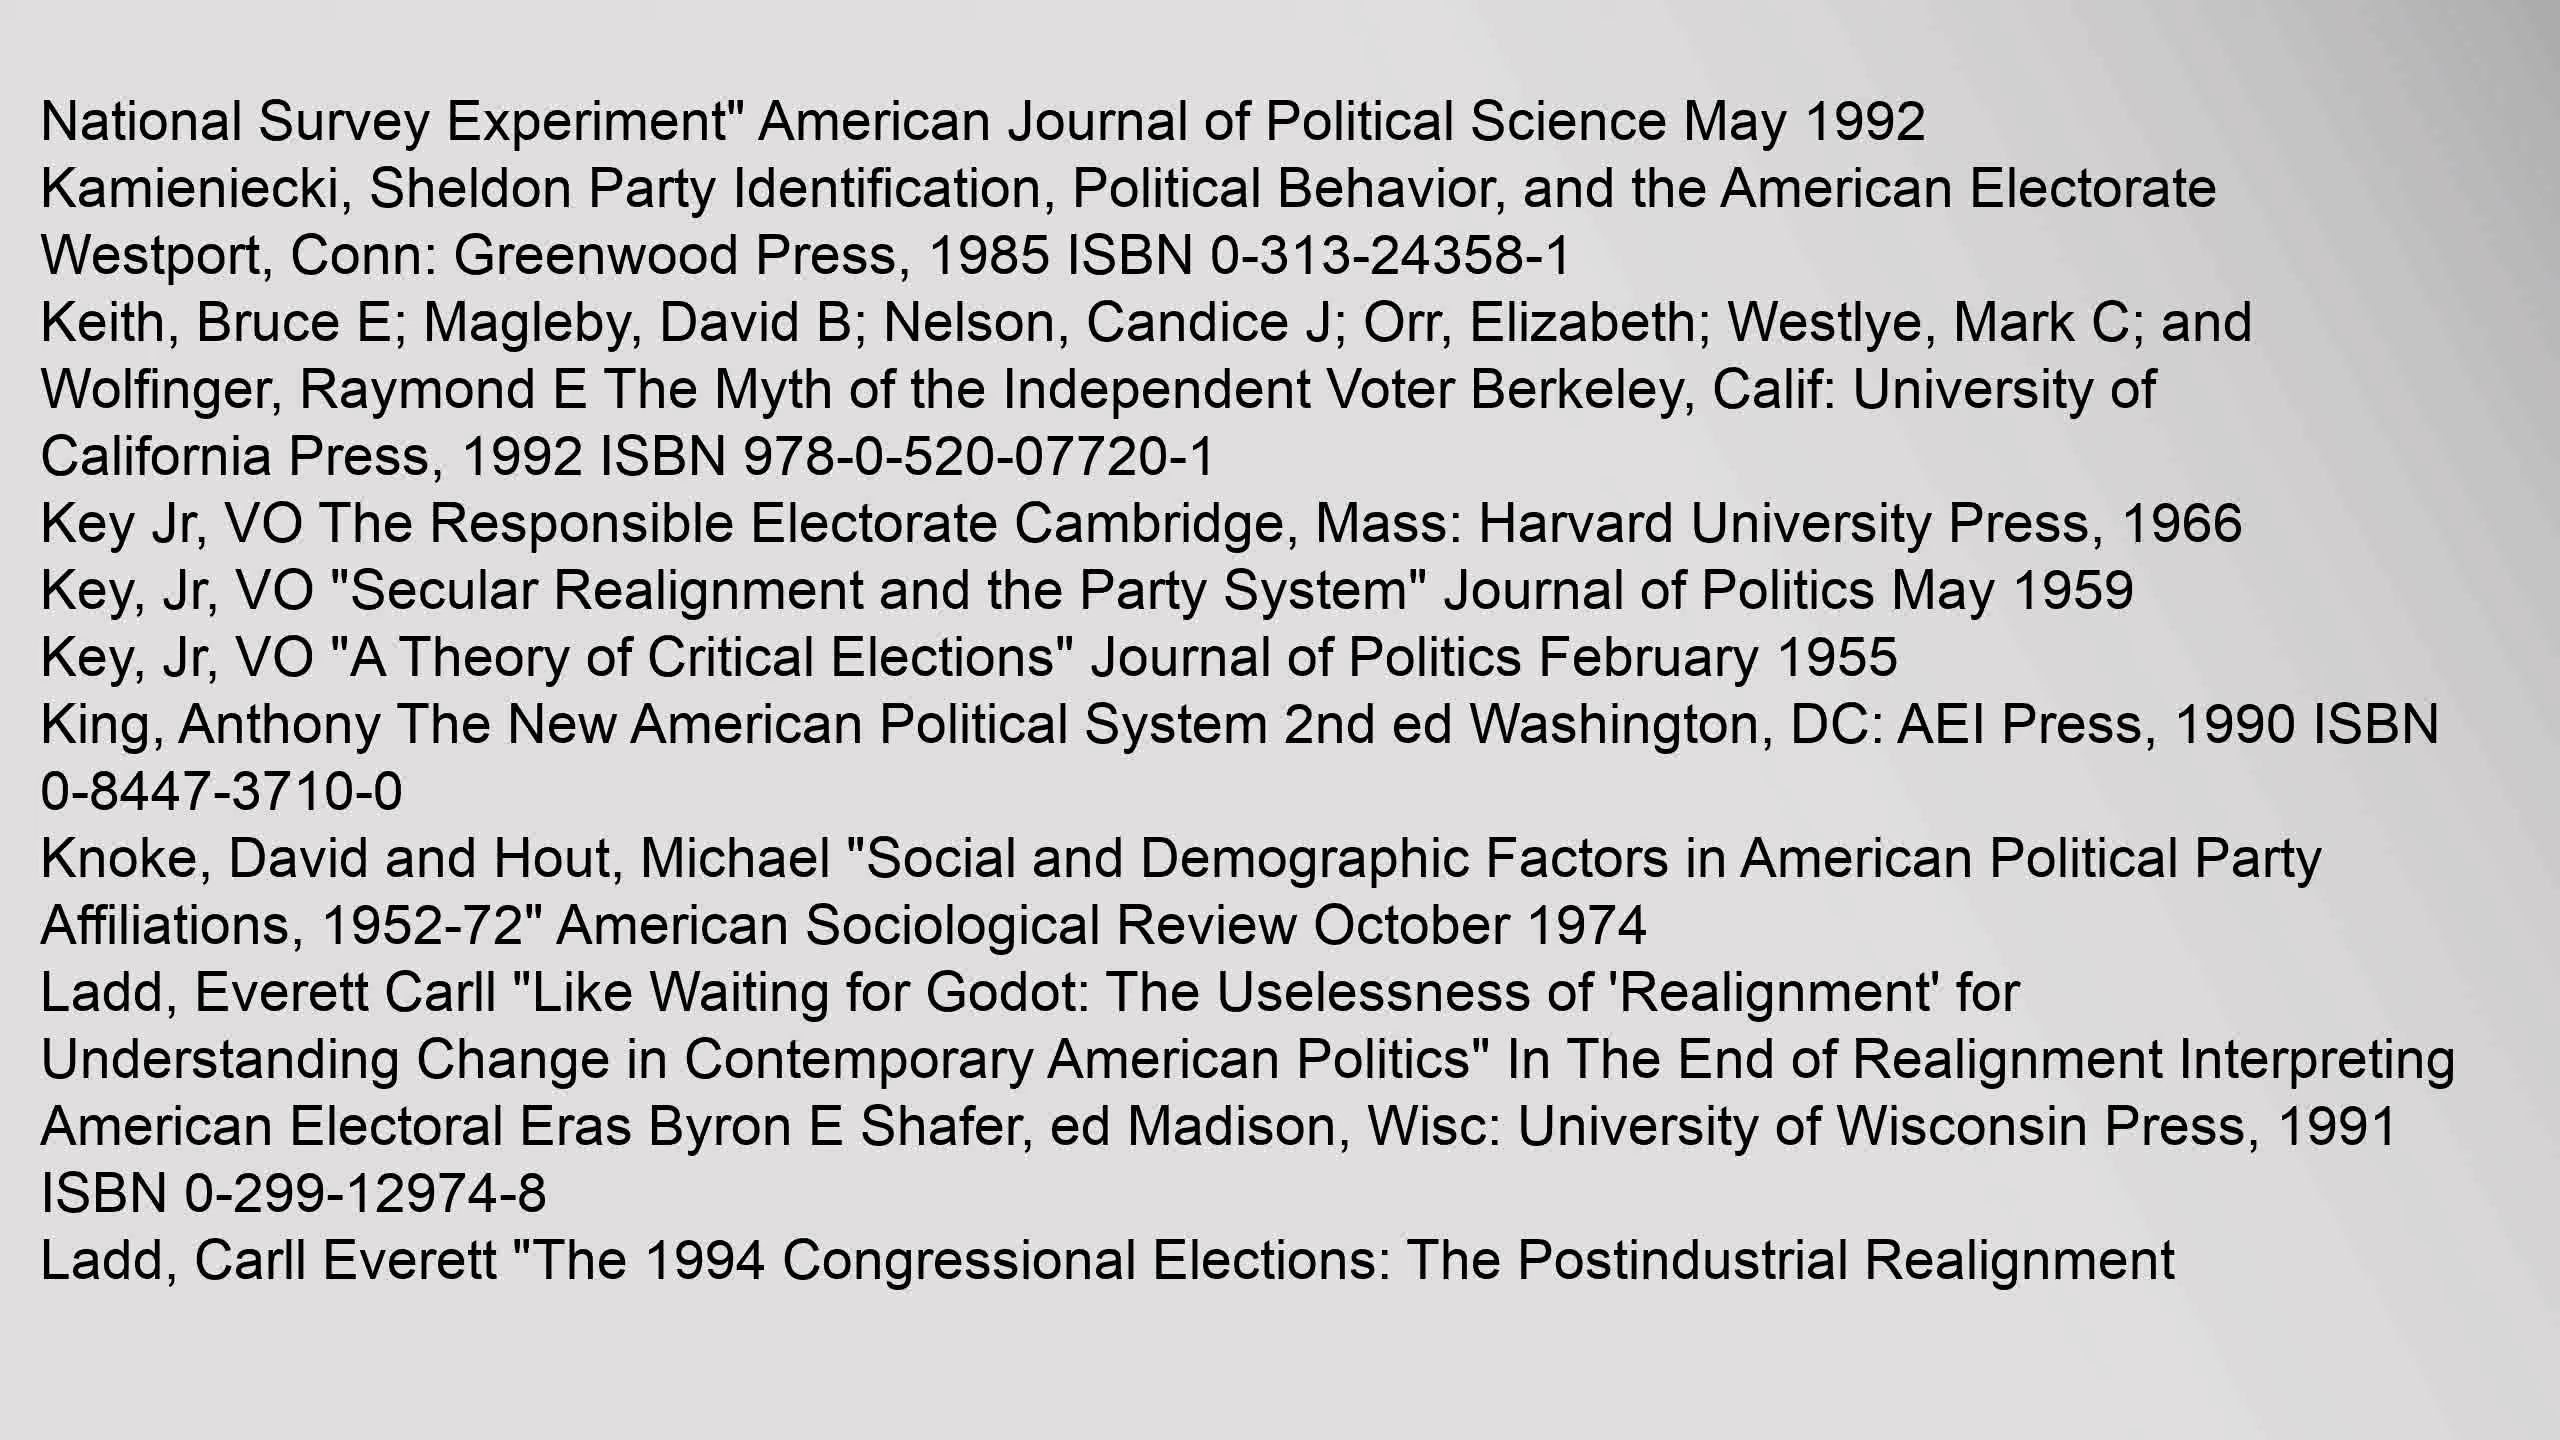 National Survey Experiment" American Journal of Political Science May 1992
Kamieniecki, Sheldon Party Identification, Political Behavior, and the American Electorate
Westport, Conn: Greenwood Press, 1985 ISBN 0-313-24358-1
Keith, Bruce E; Magleby, David B; Nelson, Candice J; Orr, Elizabeth; Westlye, Mark C; and
Wolfinger, Raymond E The Myth of the Independent Voter Berkeley, Calif: University of
California Press, 1992 ISBN 978-0-520-07720-1
Key Jr, VO The Responsible Electorate Cambridge, Mass: Harvard University Press, 1966
Key, Jr, VO "Secular Realignment and the Party System" Journal of Politics May 1959
Key, Jr, VO "A Theory of Critical Elections" Journal of Politics February 1955
King, Anthony The New American Political System 2nd ed Washington, DC: AEI Press, 1990 ISBN
0-8447-3710-0
Knoke, David and Hout, Michael "Social and Demographic Factors in American Political Party
Affiliations, 1952-72" American Sociological Review October 1974
Ladd, Everett Carll "Like Waiting for Godot: The Uselessness of 'Realignment' for
Understanding Change in Contemporary American Politics" In The End of Realignment Interpreting
American Electoral Eras Byron E Shafer, ed Madison, Wisc: University of Wisconsin Press, 1991
ISBN 0-299-12974-8
Ladd, Carll Everett "The 1994 Congressional Elections: The Postindustrial Realignment